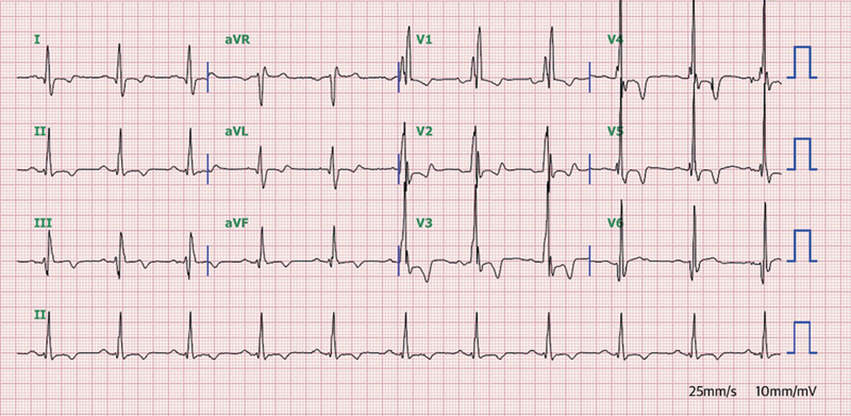 I aVR V1 V4
II aVL V2 V5
III aVF V3 V6
II
25mm/s 10mm/mV